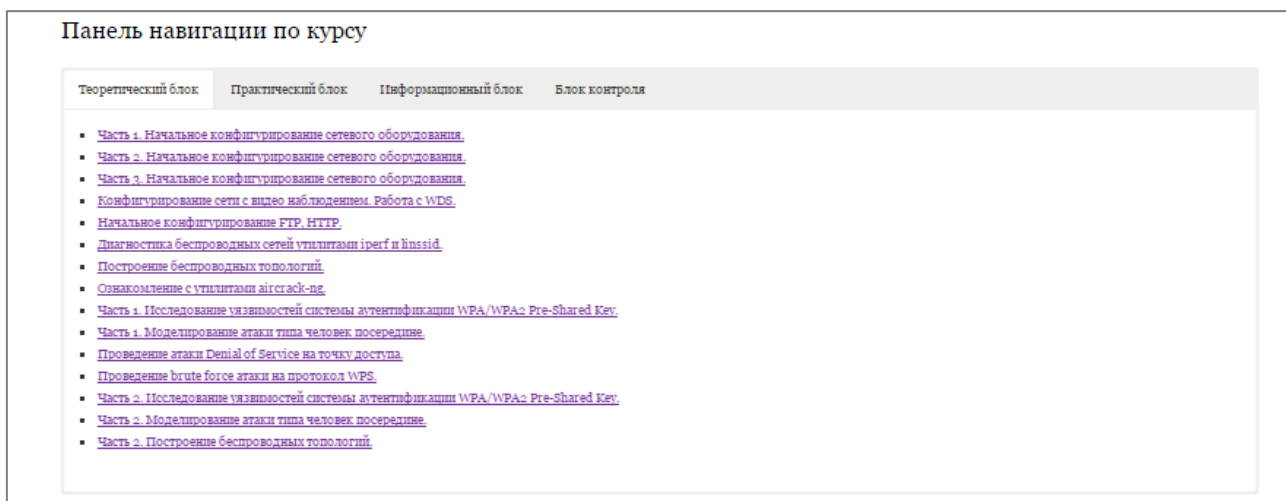 Панель навигации по курсу
Теоретический блок Практический блок Информационный блок Блок контроля
Часть 1. Начальное конфигурирование сетевого оборудования.
Часть 2. Начальное конфигурирование сетевого оборудования.
Часть 3. Начальное конфигурирование сетевого оборудования.
Конфигурирование сети с видео наблюдением. Работа с WDS.
Начальное конфигурирование FTP, HTTP.
Диагностика беспроводных сетей утилитами iperf и linssid.
Построение беспроводных топологий.
Ознакомление с утилитами aircrack-ng.
Часть 1. Исследование уязвимостей системы аутентификации WPA/WPA2 Pre-Shared Key.
Часть 1. Моделирование атаки типа человек посередине.
Проведение атаки Denial of Service на точку доступа.
Проведение brute force атаки на протокол WPS.
Часть 2. Исследование уязвимостей системы аутентификации WPA/WPA2 Pre-Shared Key.
Часть 2. Моделирование атаки типа человек посередине.
Часть 2. Построение беспроводных топологий.